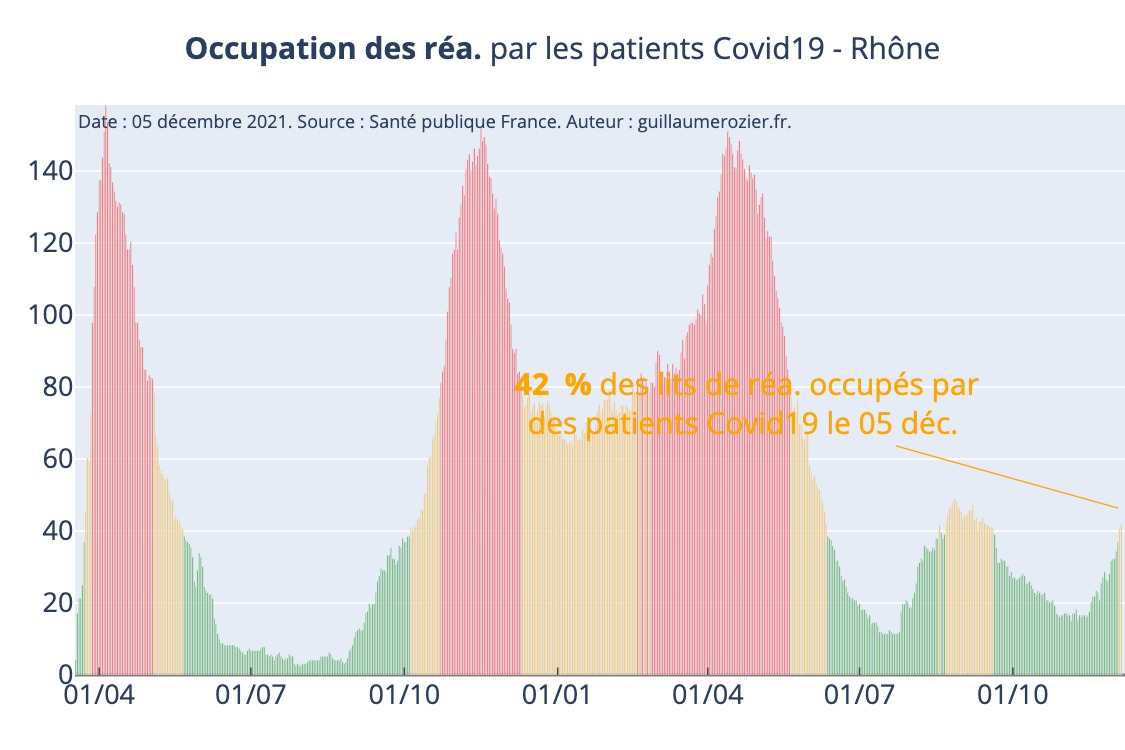 Occupation des réa. par les patients Covid19 - Rhône
Date : 05 décembre 2021. Source : Santé publique France. Auteur : guillaumerozier.fr.
140
120
100
80
42  % des lits de réa. occupés par
des patients Covid19 le 05 déc.
60
40
20
0
01/04 01/07 01/10 01/01 01/04 01/07 01/10